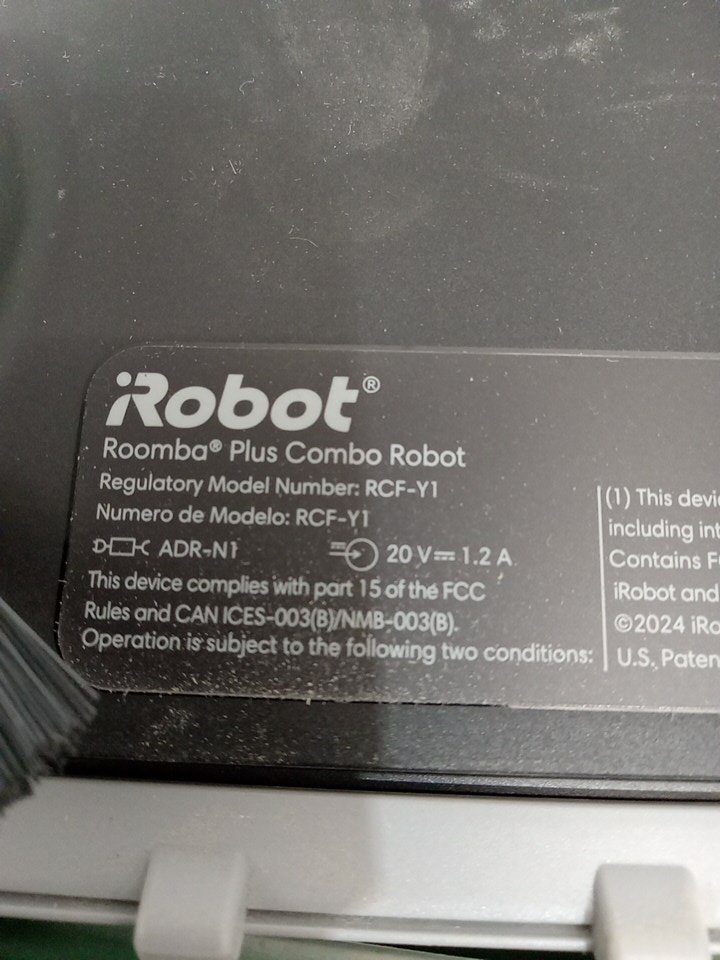 iRobot®
Roomba® Plus Combo Robot
Regulatory Model Number: RCF-Y1
Numero de Modelo: RCF-Y1
ADR-N1 20 V⎓ 1.2 A
This device complies with part 15 of the FCC
Rules and CAN ICES-003(B)/NMB-003(B).
Operation is subject to the following two conditions:
(1) This devi
including int
Contains F
iRobot and
©2024 iRo
U.S. Paten